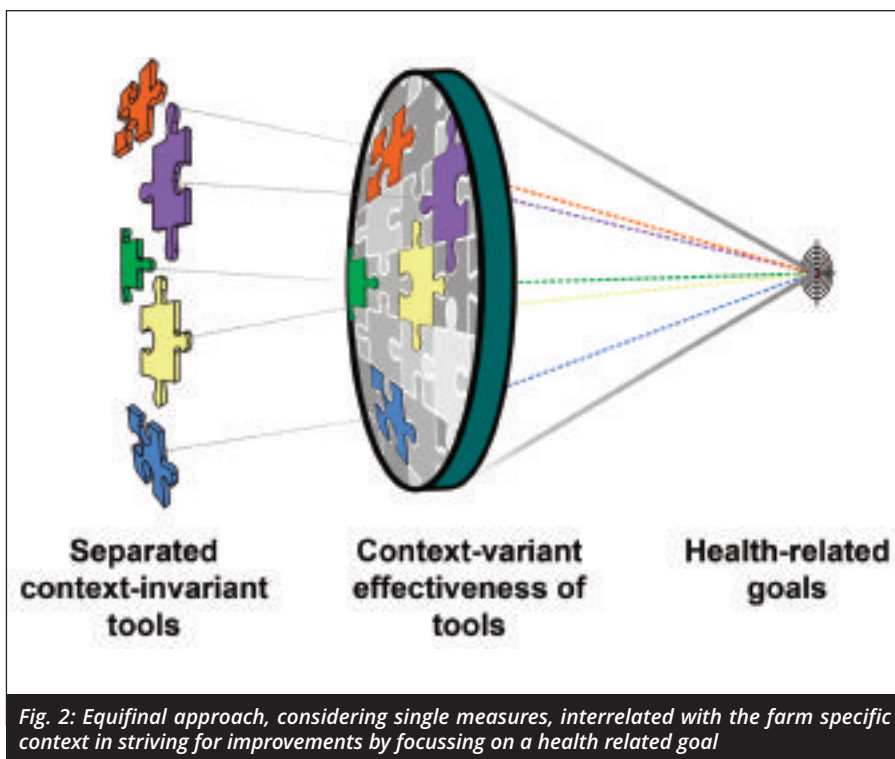 Separated
context-invariant
tools
Context-variant
effectiveness of
tools
Health-related
goals
Fig. 2: Equifinal approach, considering single measures, interrelated with the farm specific
context in striving for improvements by focussing on a health related goal